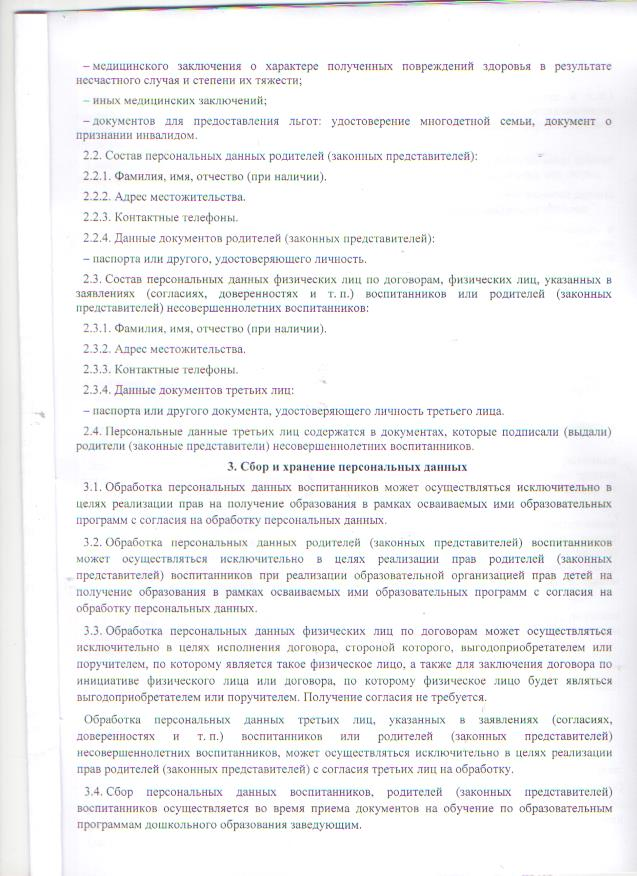 – медицинского заключения о характере полученных повреждений здоровья в результате
несчастного случая и степени их тяжести;
– иных медицинских заключений;
– документов для предоставления льгот: удостоверение многодетной семьи, документ о
признании инвалидом.
2.2. Состав персональных данных родителей (законных представителей):
2.2.1. Фамилия, имя, отчество (при наличии).
2.2.2. Адрес местожительства.
2.2.3. Контактные телефоны.
2.2.4. Данные документов родителей (законных представителей):
– паспорта или другого, удостоверяющего личность.
2.3. Состав персональных данных физических лиц по договорам, физических лиц, указанных в
заявлениях (согласиях, доверенностях и т. п.) воспитанников или родителей (законных
представителей) несовершеннолетних воспитанников:
2.3.1. Фамилия, имя, отчество (при наличии).
2.3.2. Адрес местожительства.
2.3.3. Контактные телефоны.
2.3.4. Данные документов третьих лиц:
– паспорта или другого документа, удостоверяющего личность третьего лица.
2.4. Персональные данные третьих лиц содержатся в документах, которые подписали (выдали)
родители (законные представители) несовершеннолетних воспитанников.
3. Сбор и хранение персональных данных
3.1. Обработка персональных данных воспитанников может осуществляться исключительно в
целях реализации прав на получение образования в рамках осваиваемых ими образовательных
программ с согласия на обработку персональных данных.
3.2. Обработка персональных данных родителей (законных представителей) воспитанников
может осуществляться исключительно в целях реализации прав родителей (законных
представителей) воспитанников при реализации образовательной организацией прав детей на
получение образования в рамках осваиваемых ими образовательных программ с согласия на
обработку персональных данных.
3.3. Обработка персональных данных физических лиц по договорам может осуществляться
исключительно в целях исполнения договора, стороной которого, выгодоприобретателем или
поручителем, по которому является такое физическое лицо, а также для заключения договора по
инициативе физического лица или договора, по которому физическое лицо будет являться
выгодоприобретателем или поручителем. Получение согласия не требуется.
Обработка персональных данных третьих лиц, указанных в заявлениях (согласиях,
доверенностях и т. п.) воспитанников или родителей (законных представителей)
несовершеннолетних воспитанников, может осуществляться исключительно в целях реализации
прав родителей (законных представителей) с согласия третьих лиц на обработку.
3.4. Сбор персональных данных воспитанников, родителей (законных представителей)
воспитанников осуществляется во время приема документов на обучение по образовательным
программам дошкольного образования заведующим.